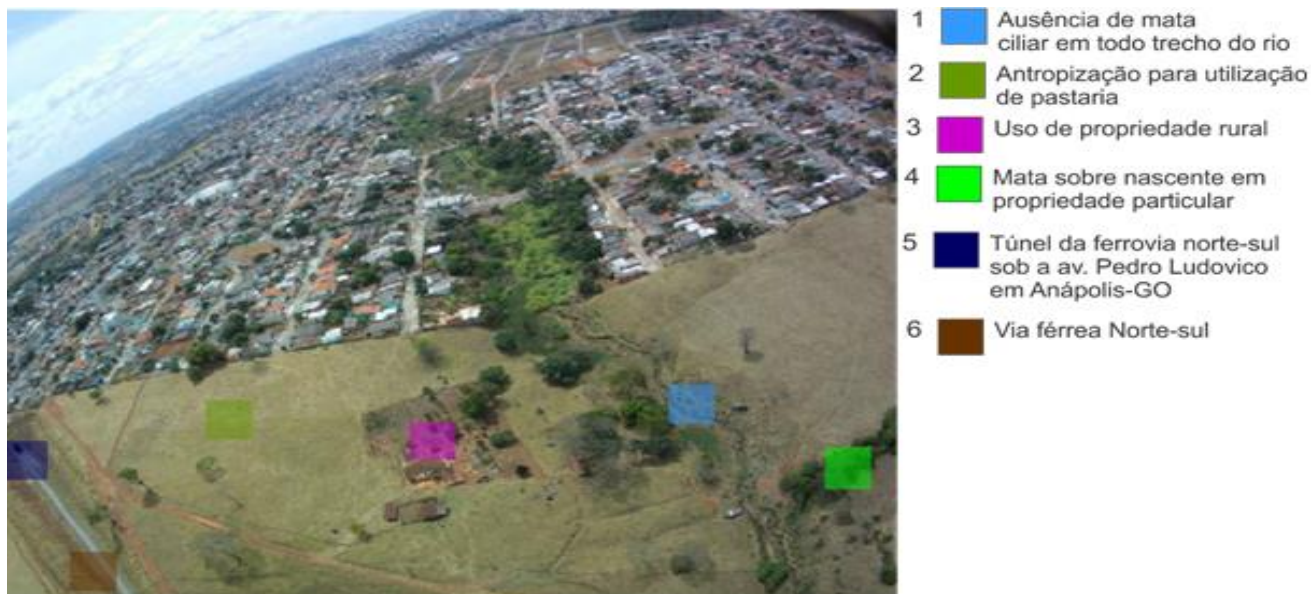 1 Ausência de mata
ciliar em todo trecho do rio
2 Antropização para utilização
de pastaria
3 Uso de propriedade rural
4 Mata sobre nascente em
propriedade particular
5 Túnel da ferrovia norte-sul
sob a av. Pedro Ludovico
em Anápolis-GO
6 Via férrea Norte-sul